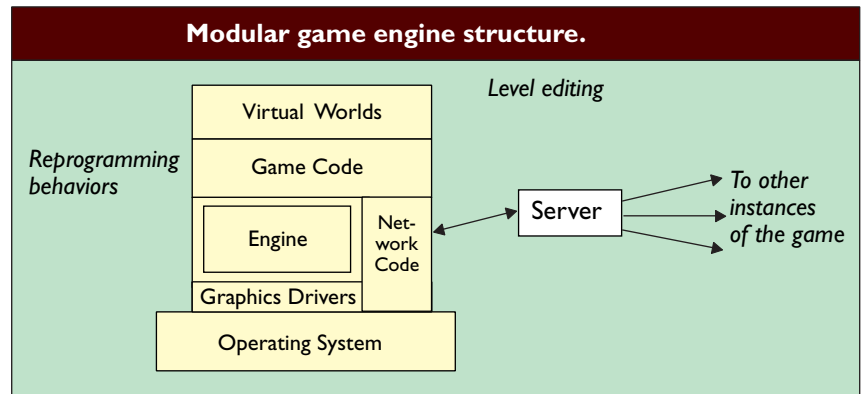 Modular game engine structure.
Level editing
Virtual Worlds
Reprogramming
behaviors
Game Code
Engine
Net-
work
Code
Server
To other
instances
of the game
Graphics Drivers
Operating System